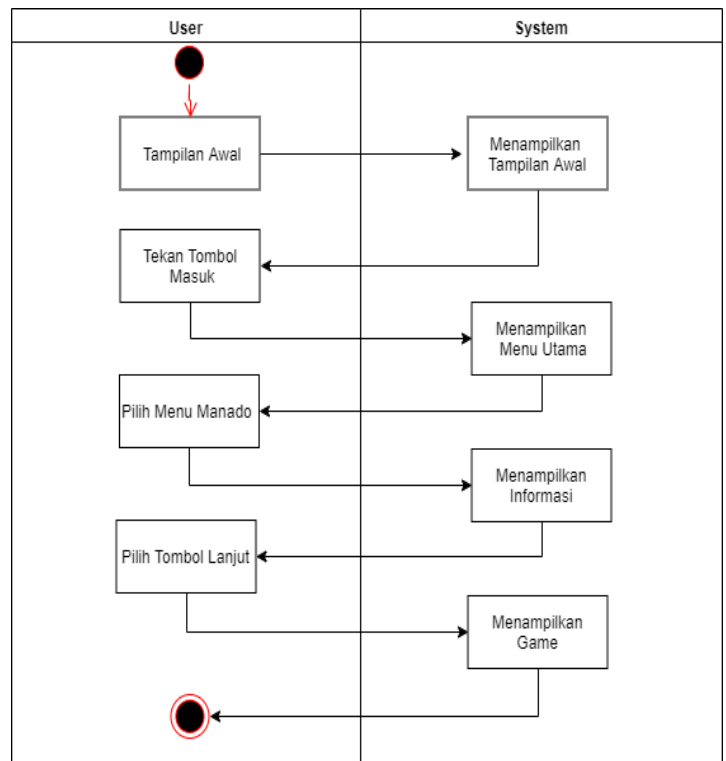 User
System
Tampilan Awal
Menampilkan
Tampilan Awal
Tekan Tombol
Masuk
Menampilkan
Menu Utama
Pilih Menu Manado
Menampilkan
Informasi
Pilih Tombol Lanjut
Menampilkan
Game